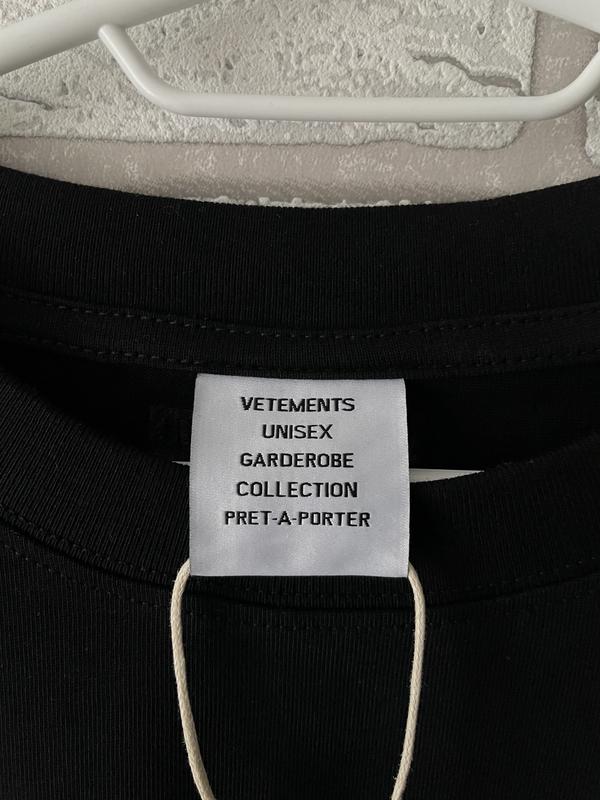 VETEMENTS
UNISEX
GARDEROBE
COLLECTION
PRET-A-PORTER